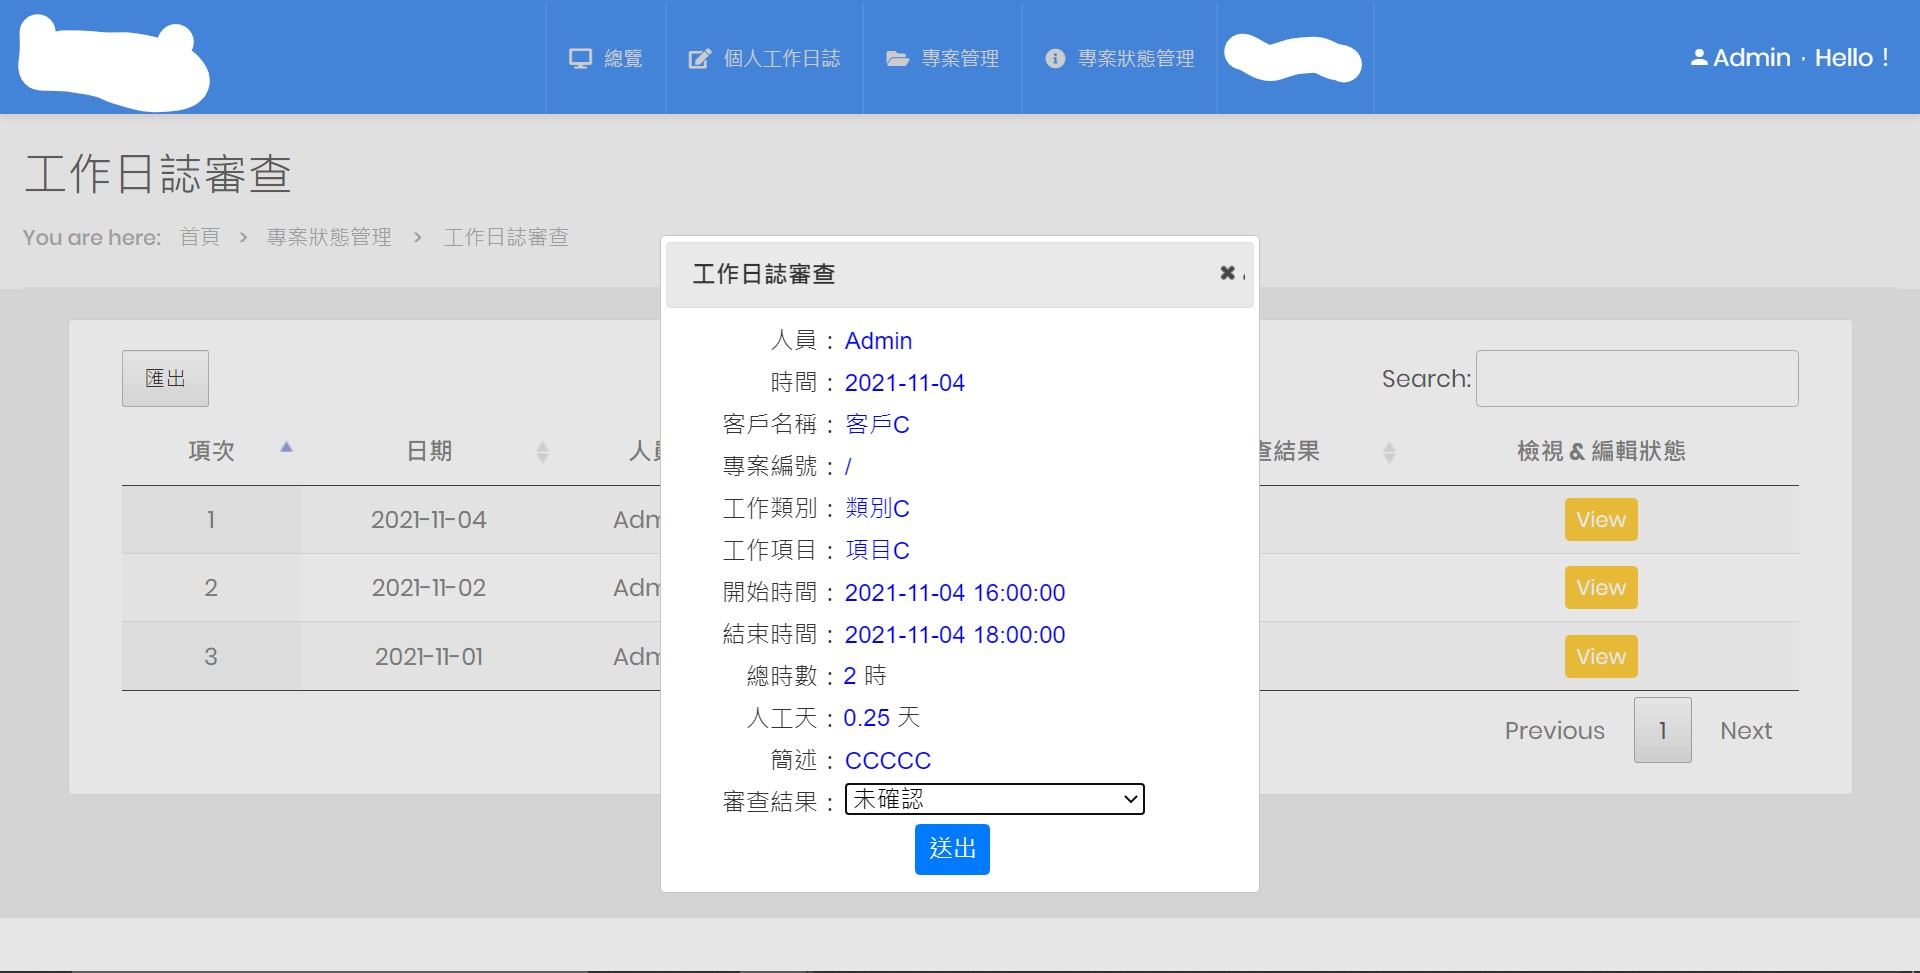 總覽
個人工作日誌
專案管理
專案狀態管理
Admin，Hello！
工作日誌審查
You are here: 首頁 > 專案狀態管理 > 工作日誌審查
匯出
Search:
項次 日期 查結果 檢視 & 編輯狀態
1 2021-11-04 Adm View
2 2021-11-02 Adm View
3 2021-11-01 Adm View
Previous 1 Next
工作日誌審查
人員：Admin
時間：2021-11-04
客戶名稱：客戶C
專案編號：/
工作類別：類別C
工作項目：項目C
開始時間：2021-11-04 16:00:00
結束時間：2021-11-04 18:00:00
總時數：2 時
人工天：0.25 天
簡述：CCCCC
審查結果：未確認
送出